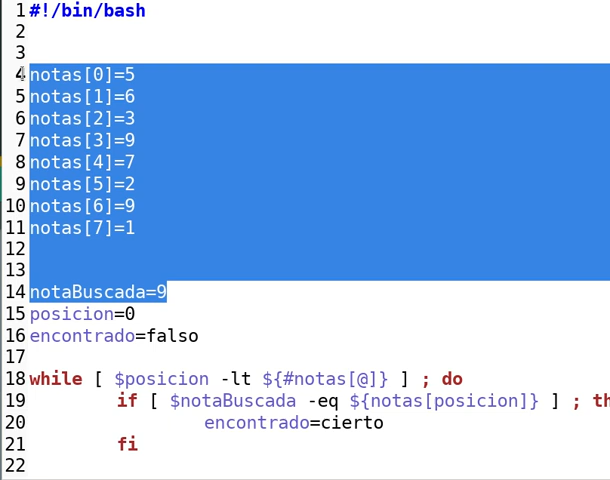 1 #!/bin/bash
2
3
4 notas[0]=5
5 notas[1]=6
6 notas[2]=3
7 notas[3]=9
8 notas[4]=7
9 notas[5]=2
10 notas[6]=9
11 notas[7]=1
12
13
14 notaBuscada=9
15 posicion=0
16 encontrado=falso
17
18 while [ $posicion -lt ${#notas[@]} ] ; do
19 if [ $notaBuscada -eq ${notas[posicion]} ] ; th
20 encontrado=cierto
21 fi
22